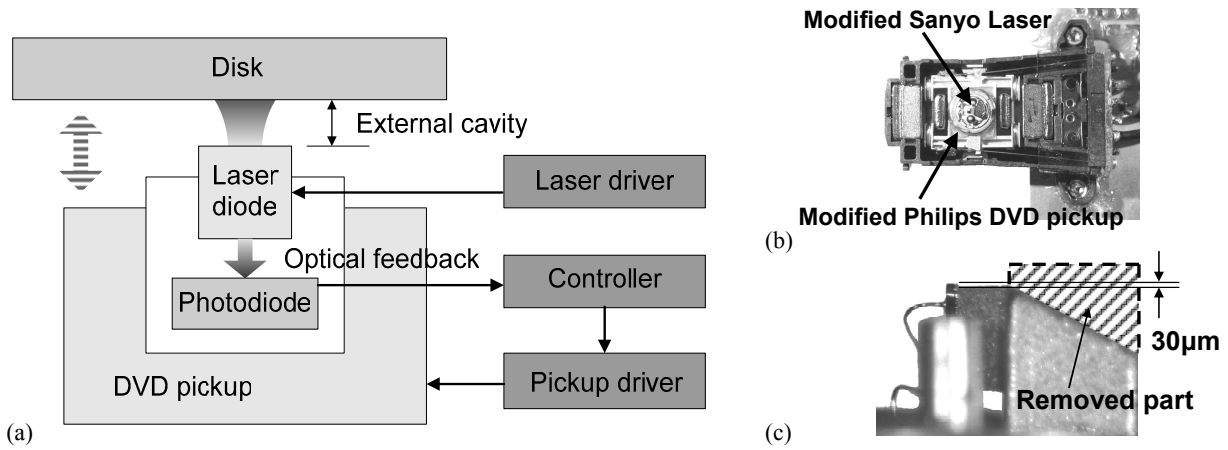 Disk
External cavity
Laser
diode
Laser driver
Optical feedback
Photodiode
Controller
DVD pickup
Pickup driver
(a)
Modified Sanyo Laser
Modified Philips DVD pickup
(b)
30µm
Removed part
(c)